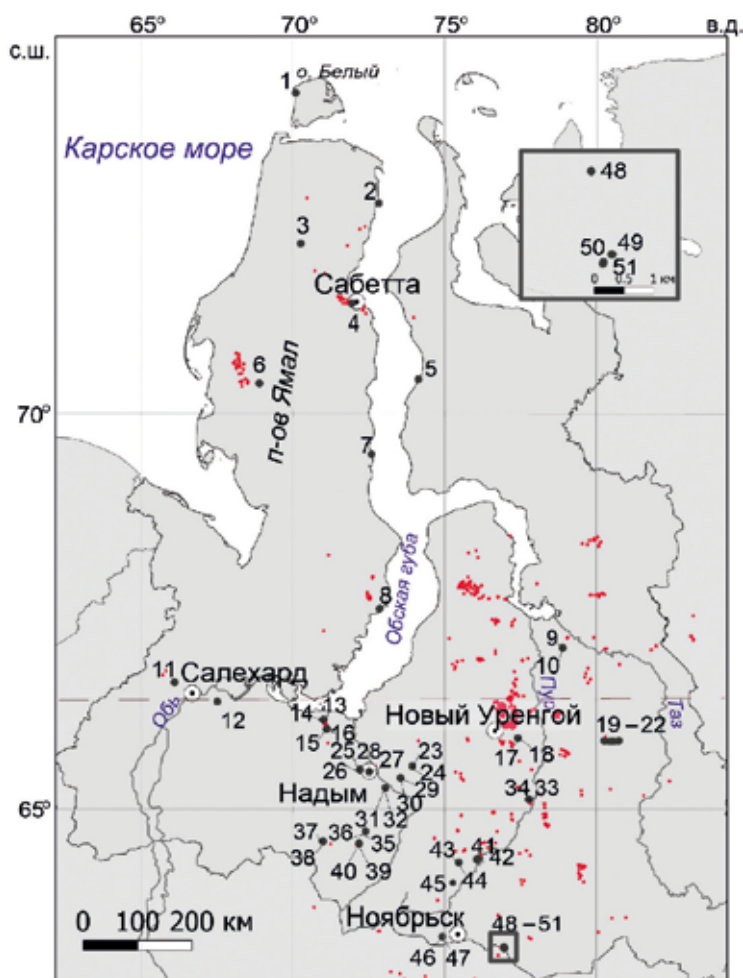 65° 70° 75° 80° в.д.
с.ш.
1 о. Белый
Карское море
2
48
3
50 49
51
0 0.5 1 км
Сабетта
4
6
5
п-ов Ямал
70°
7
Обская губа
8
9
10
11 Салехард
Обь
12
14 13
Новый Уренгой
Пур
Таз
15 16
17 18
19 – 22
25 28 27 23
26 24
Надым
29
30
34 33
65°
31 32
37 36 35
38
40 39
43 41
42
45 44
Ноябрьск
48 – 51
46 47
0 100 200 км